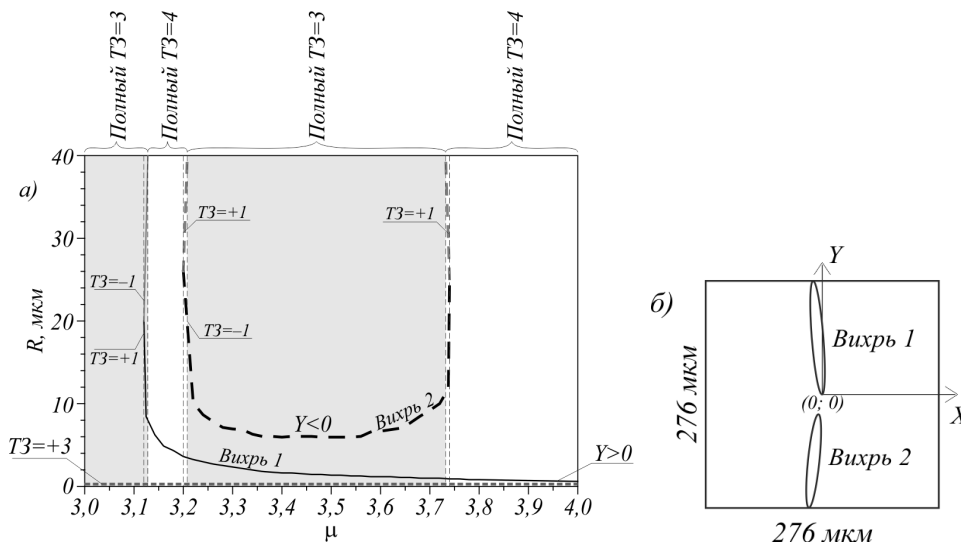 Полный ТЗ=3
Полный ТЗ=4
Полный ТЗ=3
Полный ТЗ=4
а)
40
30
20
10
0
R, мкм
ТЗ=+1
ТЗ=+1
ТЗ=–1
ТЗ=–1
ТЗ=+1
Y<0
Вихрь 2
Вихрь 1
ТЗ=+3
Y>0
3,0 3,1 3,2 3,3 3,4 3,5 3,6 3,7 3,8 3,9 4,0
μ
б)
Y
Вихрь 1
(0; 0)
X
Вихрь 2
276 мкм
276 мкм